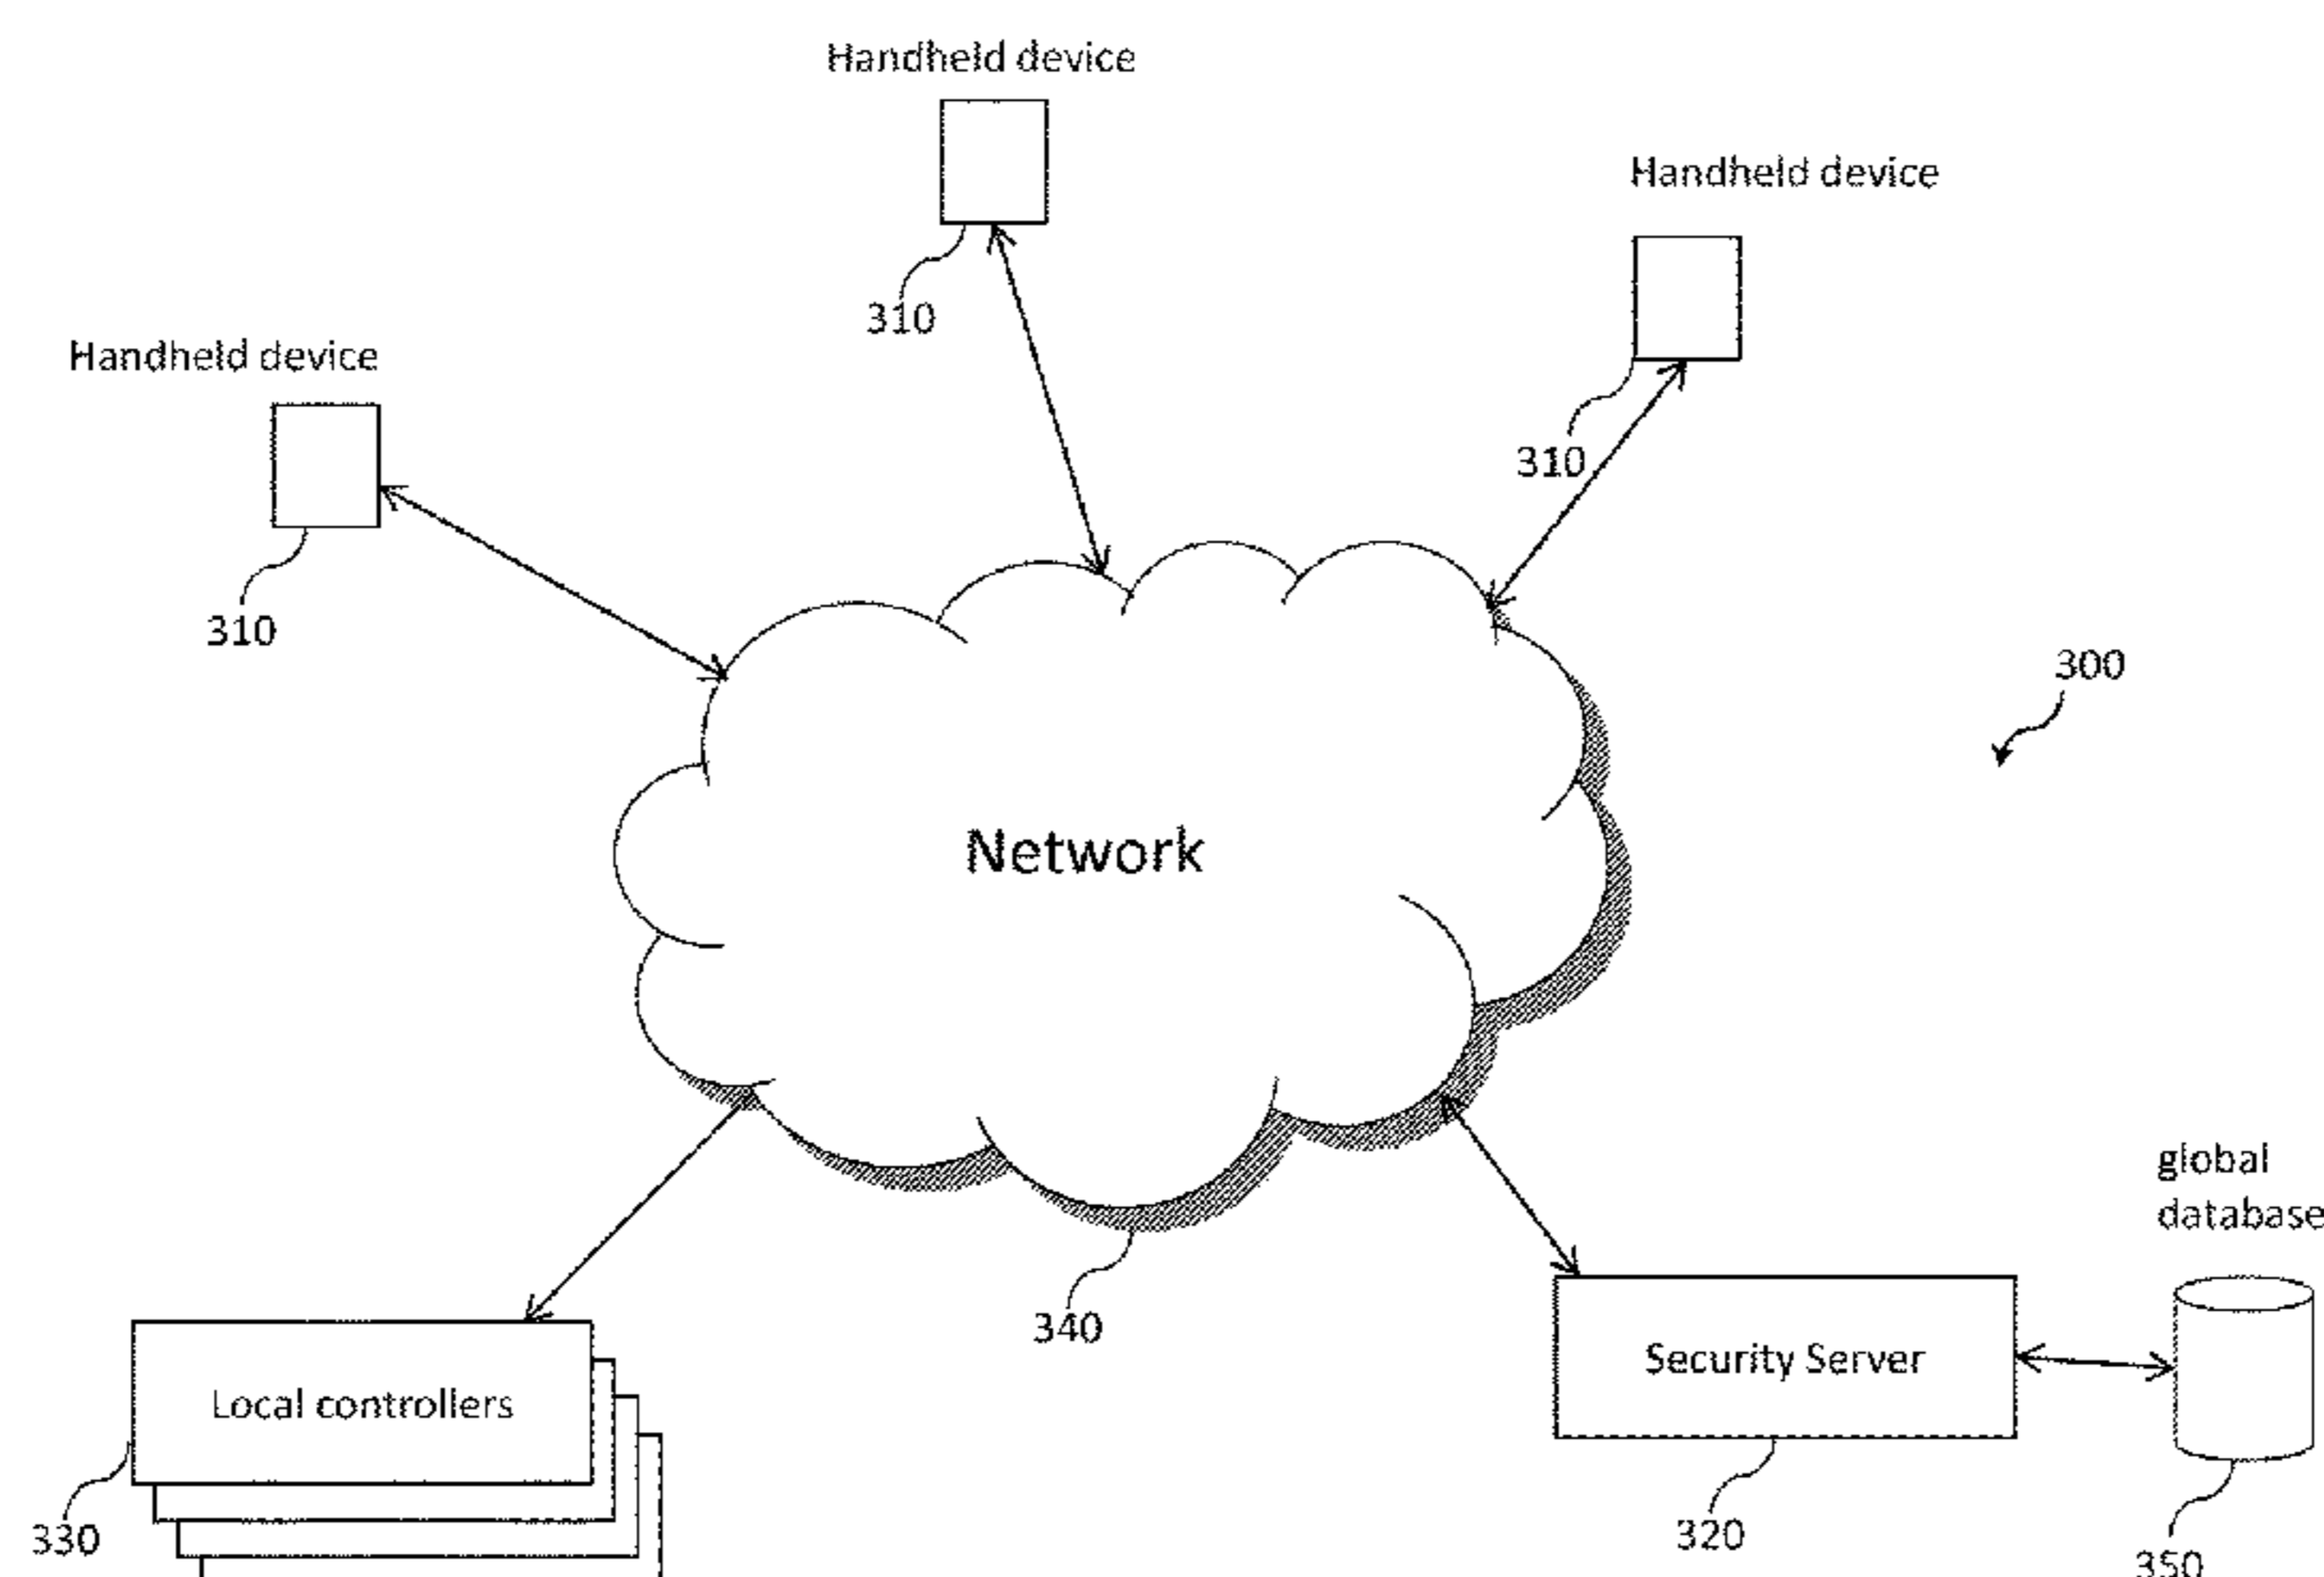 Handheld device
Handheld device
310
Handheld device
310
310
300
Network
global
database
340
Security Server
Local controllers
330
320
350